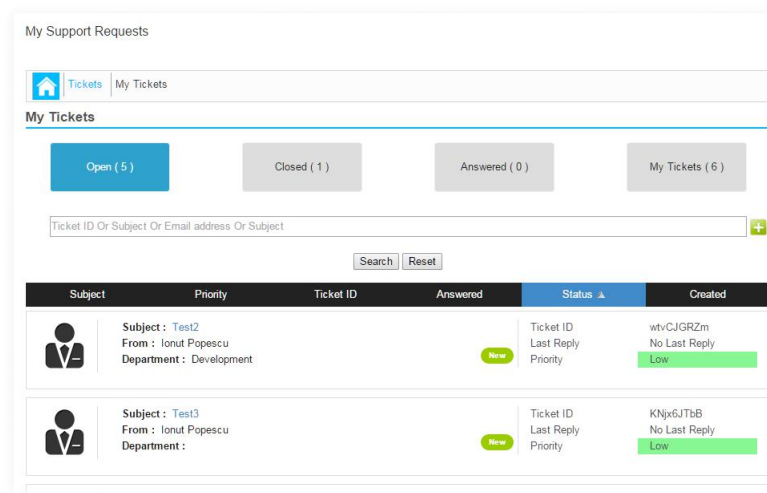 My Support Requests
Tickets My Tickets
My Tickets
Open ( 5 ) Closed ( 1 ) Answered ( 0 ) My Tickets ( 6 )
Ticket ID Or Subject Or Email address Or Subject
Search Reset
Subject Priority Ticket ID Answered Status Created
Subject : Test2 Ticket ID wtvCJGRZm
From : Ionut Popescu Last Reply No Last Reply
Department : Development New Priority Low
Subject : Test3 Ticket ID KNjx6JTbB
From : Ionut Popescu Last Reply No Last Reply
Department : New Priority Low